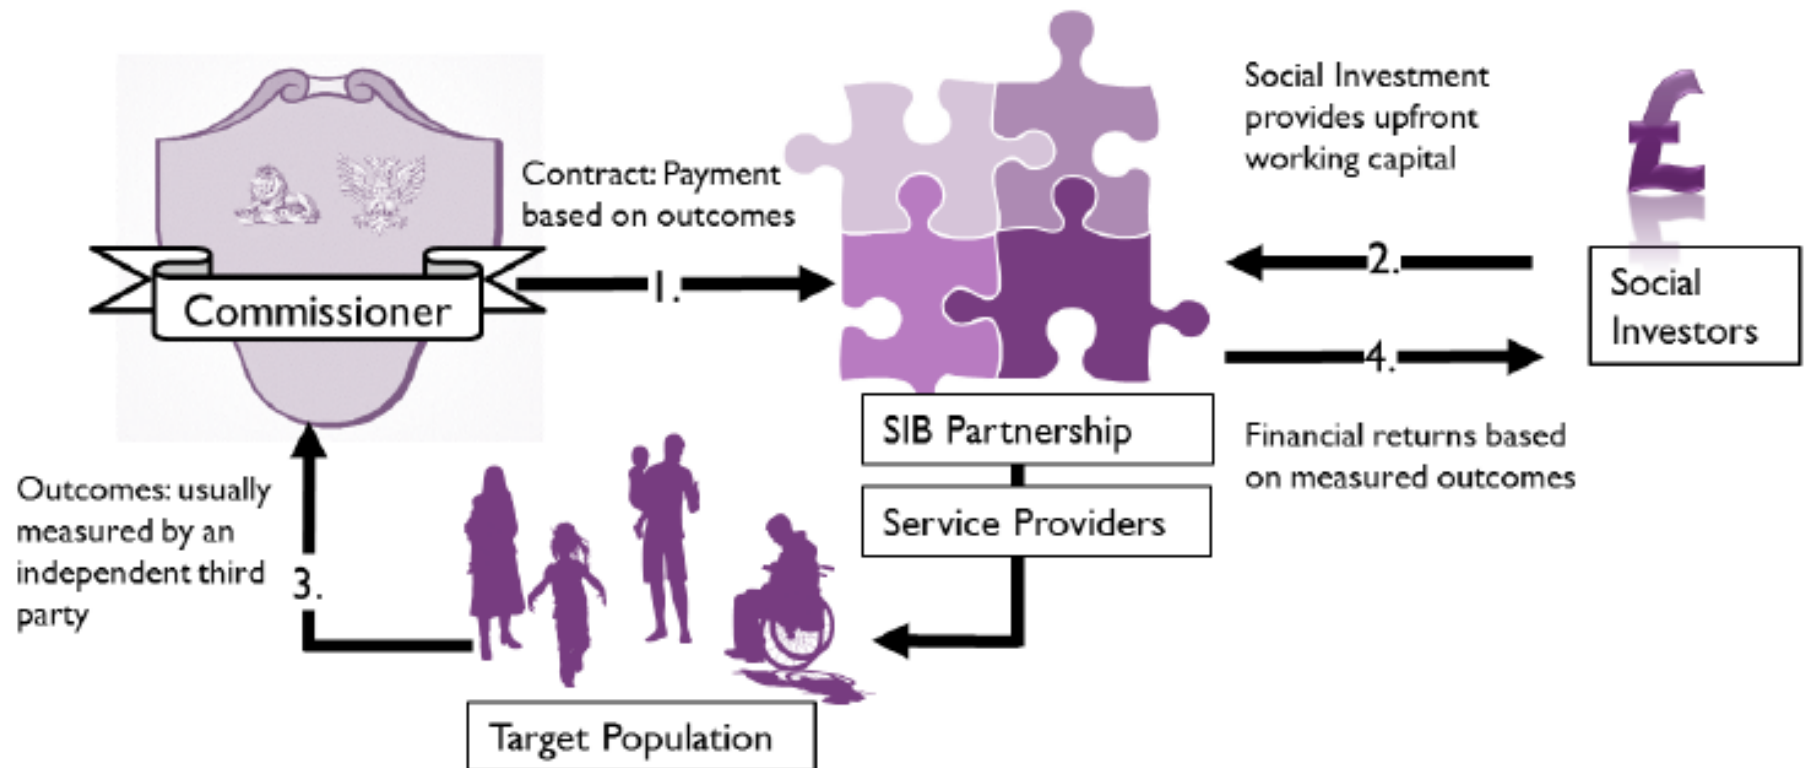 Commissioner
Contract: Payment
based on outcomes
1.
Social Investment
provides upfront
working capital
£
2.
Social
Investors
4.
SIB Partnership
Financial returns based
on measured outcomes
Service Providers
Outcomes: usually
measured by an
independent third
party
3.
Target Population